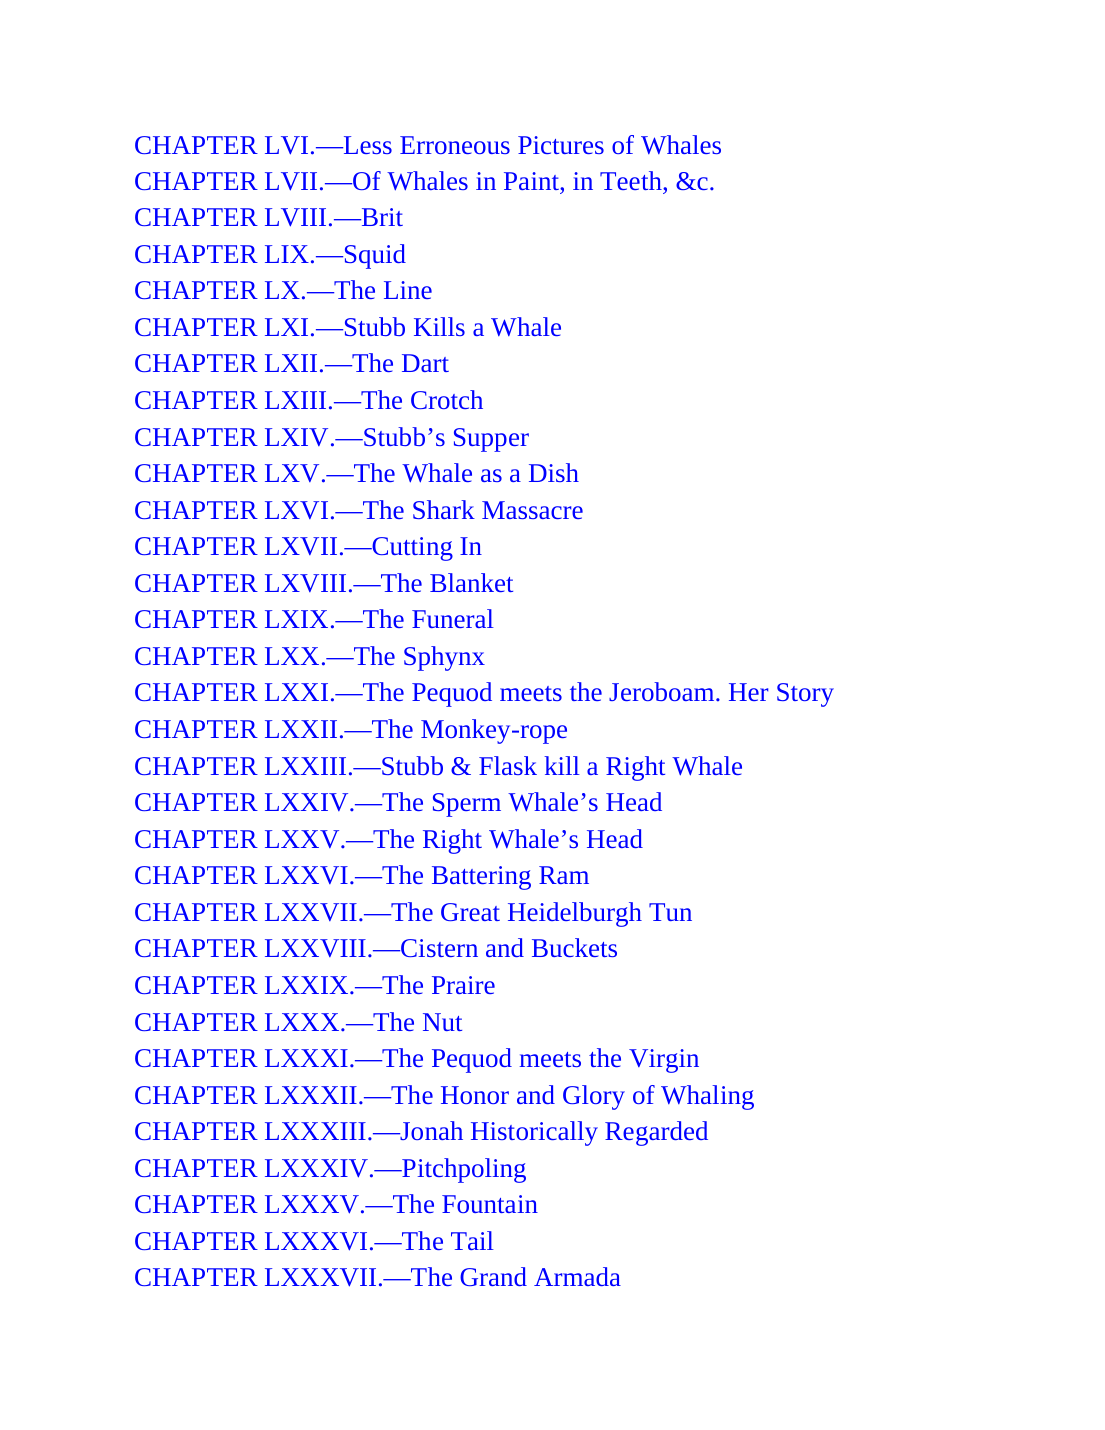 CHAPTER LVI.—Less Erroneous Pictures of Whales
CHAPTER LVII.—Of Whales in Paint, in Teeth, &c.
CHAPTER LVIII.—Brit
CHAPTER LIX.—Squid
CHAPTER LX.—The Line
CHAPTER LXI.—Stubb Kills a Whale
CHAPTER LXII.—The Dart
CHAPTER LXIII.—The Crotch
CHAPTER LXIV.—Stubb’s Supper
CHAPTER LXV.—The Whale as a Dish
CHAPTER LXVI.—The Shark Massacre
CHAPTER LXVII.—Cutting In
CHAPTER LXVIII.—The Blanket
CHAPTER LXIX.—The Funeral
CHAPTER LXX.—The Sphynx
CHAPTER LXXI.—The Pequod meets the Jeroboam. Her Story
CHAPTER LXXII.—The Monkey-rope
CHAPTER LXXIII.—Stubb & Flask kill a Right Whale
CHAPTER LXXIV.—The Sperm Whale’s Head
CHAPTER LXXV.—The Right Whale’s Head
CHAPTER LXXVI.—The Battering Ram
CHAPTER LXXVII.—The Great Heidelburgh Tun
CHAPTER LXXVIII.—Cistern and Buckets
CHAPTER LXXIX.—The Praire
CHAPTER LXXX.—The Nut
CHAPTER LXXXI.—The Pequod meets the Virgin
CHAPTER LXXXII.—The Honor and Glory of Whaling
CHAPTER LXXXIII.—Jonah Historically Regarded
CHAPTER LXXXIV.—Pitchpoling
CHAPTER LXXXV.—The Fountain
CHAPTER LXXXVI.—The Tail
CHAPTER LXXXVII.—The Grand Armada